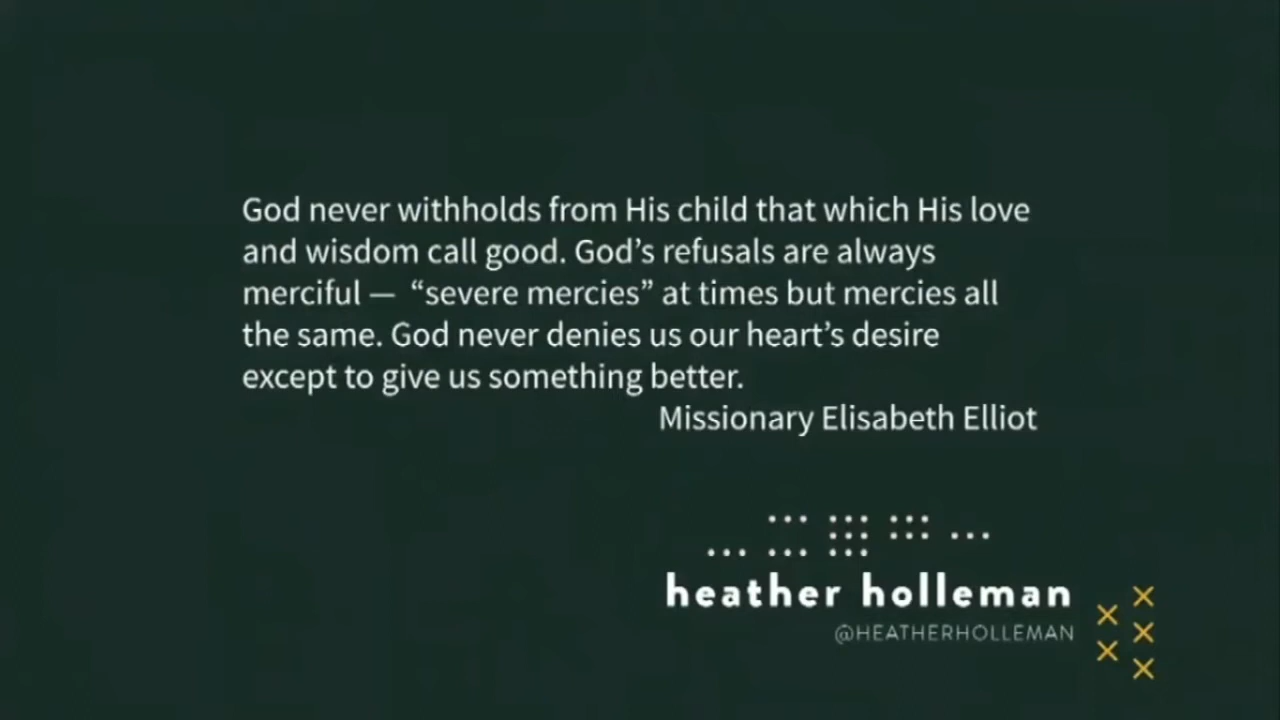 God never withholds from His child that which His love
and wisdom call good. God’s refusals are always
merciful — “severe mercies” at times but mercies all
the same. God never denies us our heart’s desire
except to give us something better.
Missionary Elisabeth Elliot
heather holleman
@HEATHERHOLLEMAN